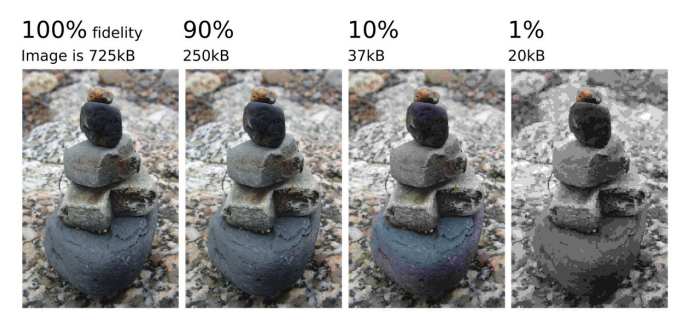 100% fidelity
Image is 725kB
90%
250kB
10%
37kB
1%
20kB